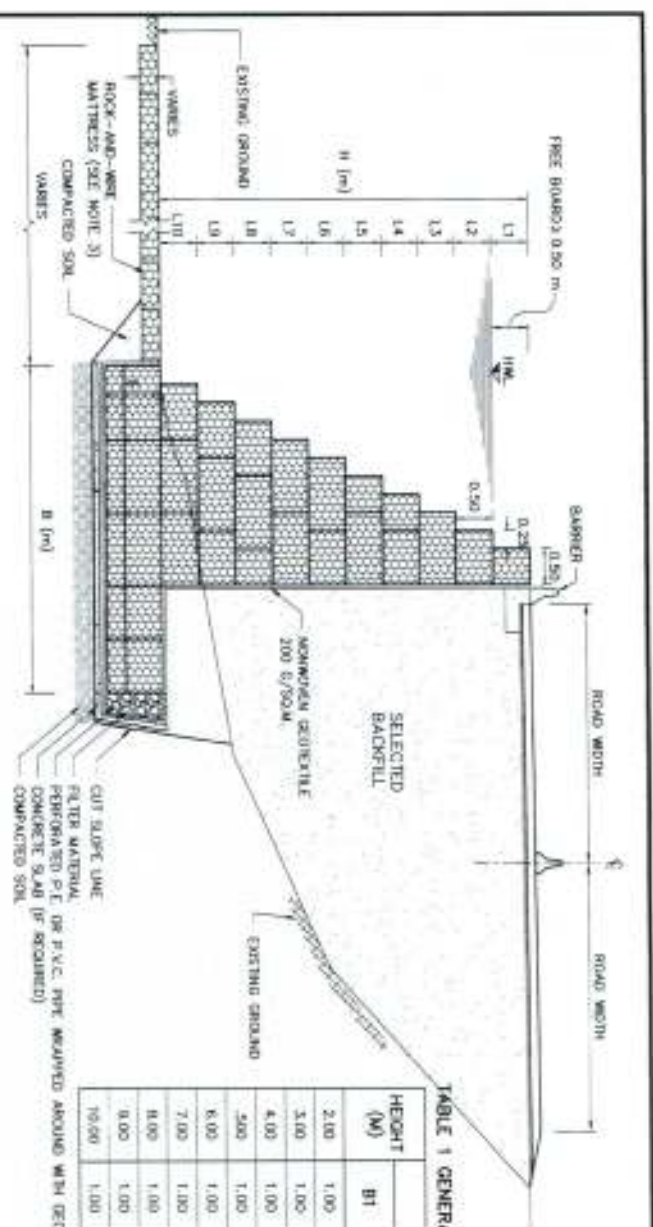 FREE BOARD≥ 0.50 m
HWL
H (m)
L1
L2
L3
L4
L5
L6
L7
L8
L9
L10
EXISTING GROUND
VARIES
ROCK-AND-WIRE
MATTRESS (SEE NOTE 3)
COMPACTED SOIL
VARIES
B (m)
0.50
0.25
0.50
BARRIER
ROAD WIDTH
ROAD WIDTH
NONWOVEN GEOTEXTILE
200 G/SQ.M.
SELECTED
BACKFILL
EXISTING GROUND
CUT SLOPE LINE
FILTER MATERIAL
PERFORATED P.E. OR P.V.C. PIPE WRAPPED AROUND WITH GEO
CONCRETE SLAB (IF REQUIRED)
COMPACTED SOIL
TABLE 1 GENERA
HEIGHT
(M)
B1
2.00 1.00
3.00 1.00
4.00 1.00
500 1.00
6.00 1.00
7.00 1.00
8.00 1.00
9.00 1.00
10.00 1.00